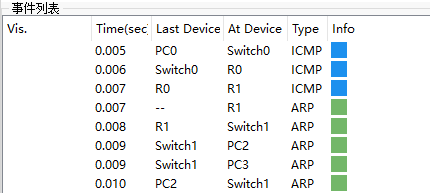 事件列表
Vis. Time(sec) Last Device At Device Type Info
0.005 PC0 Switch0 ICMP
0.006 Switch0 R0 ICMP
0.007 R0 R1 ICMP
0.007 -- R1 ARP
0.008 R1 Switch1 ARP
0.009 Switch1 PC2 ARP
0.009 Switch1 PC3 ARP
0.010 PC2 Switch1 ARP